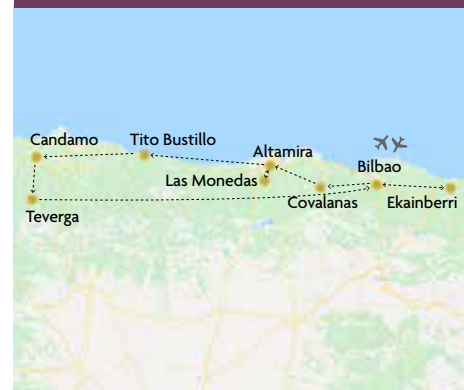 Candamo
Tito Bustillo
Altamira
Bilbao
Las Monedas
Covalanas
Ekainberri
Teverga